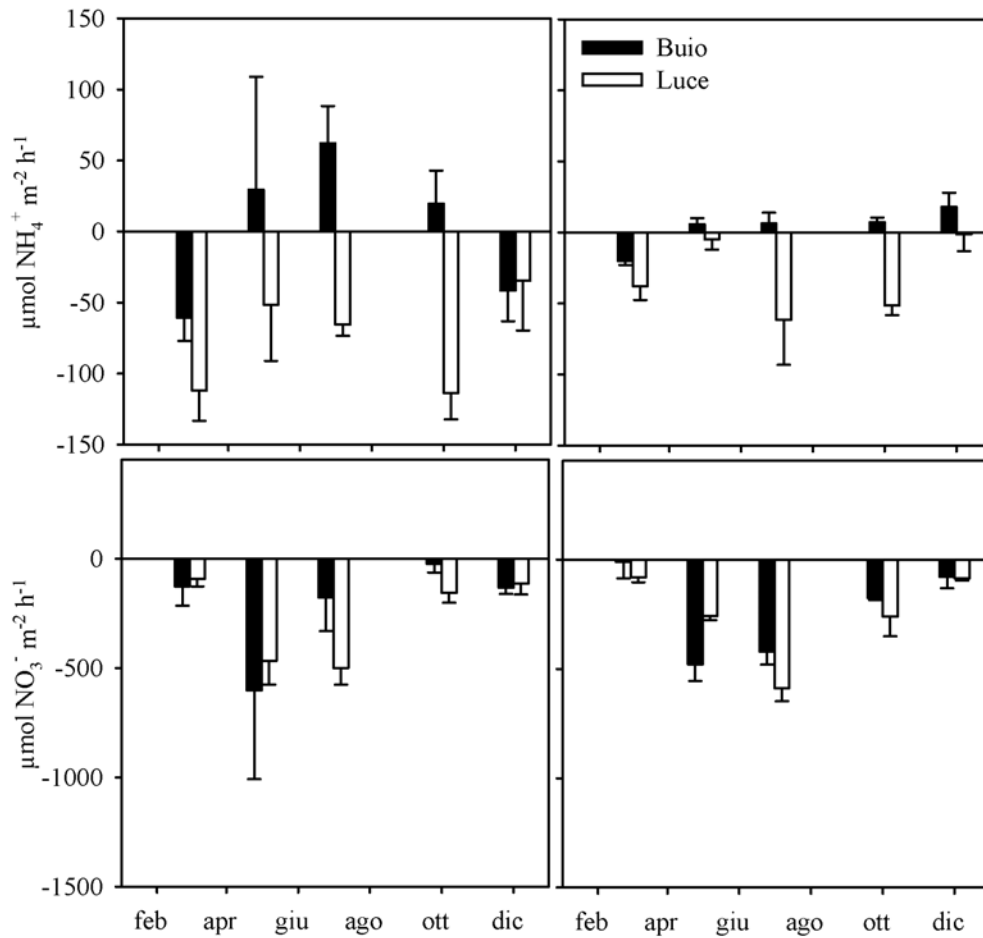 150
100
50
0
-50
-100
-150
µmol NH₄⁺ m⁻² h⁻¹
Buio
Luce
0
-500
-1000
-1500
µmol NO₃⁻ m⁻² h⁻¹
feb apr giu ago ott dic
feb apr giu ago ott dic